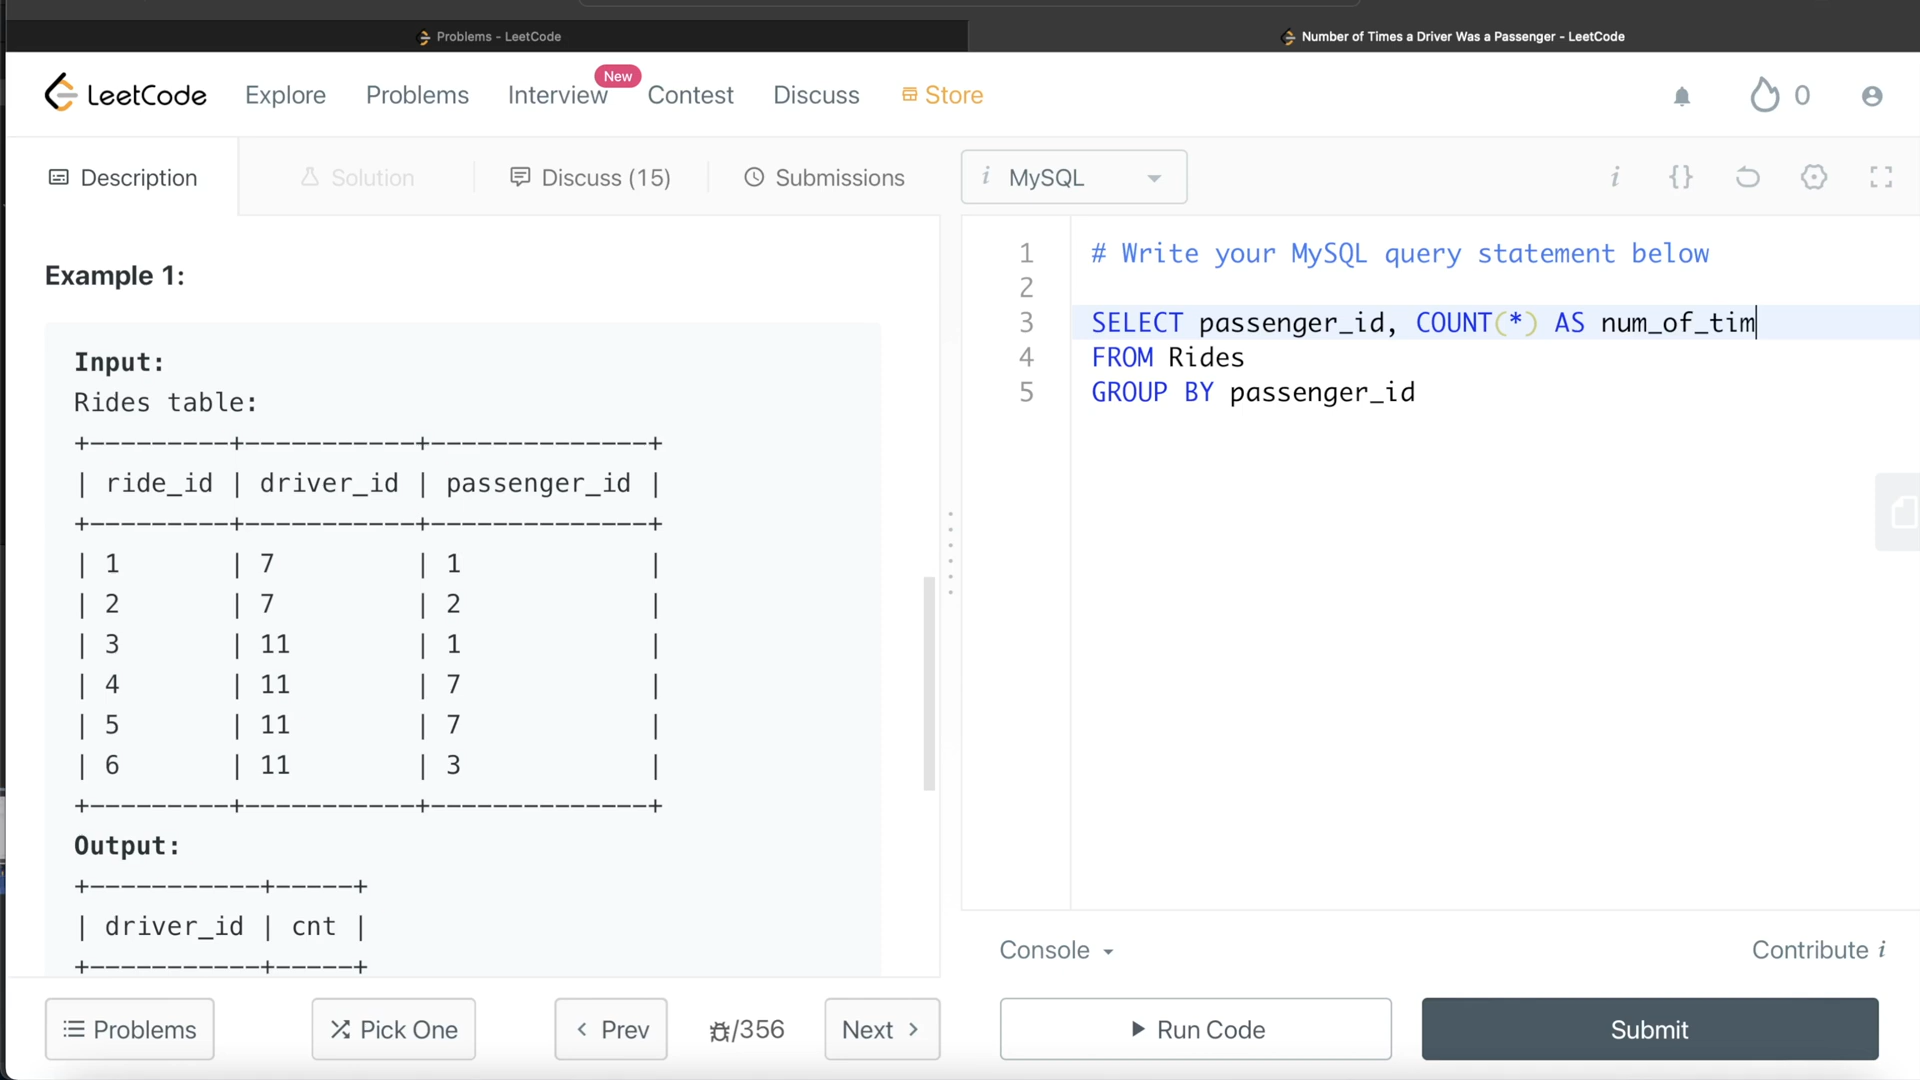 Problems - LeetCode
Number of Times a Driver Was a Passenger - LeetCode
LeetCode Explore Problems Interview New Contest Discuss Store 0
Description Solution Discuss (15) Submissions
i MySQL i {}
Example 1:
Input:
Rides table:
+---------+-----------+--------------+
| ride_id | driver_id | passenger_id |
+---------+-----------+--------------+
| 1       | 7         | 1            |
| 2       | 7         | 2            |
| 3       | 11        | 1            |
| 4       | 11        | 7            |
| 5       | 11        | 7            |
| 6       | 11        | 3            |
+---------+-----------+--------------+
Output:
+-----------+-----+
| driver_id | cnt |
+-----------+-----+
1 # Write your MySQL query statement below
2
3 SELECT passenger_id, COUNT(*) AS num_of_tim
4 FROM Rides
5 GROUP BY passenger_id
Console Contribute i
Problems Pick One Prev /356 Next Run Code Submit